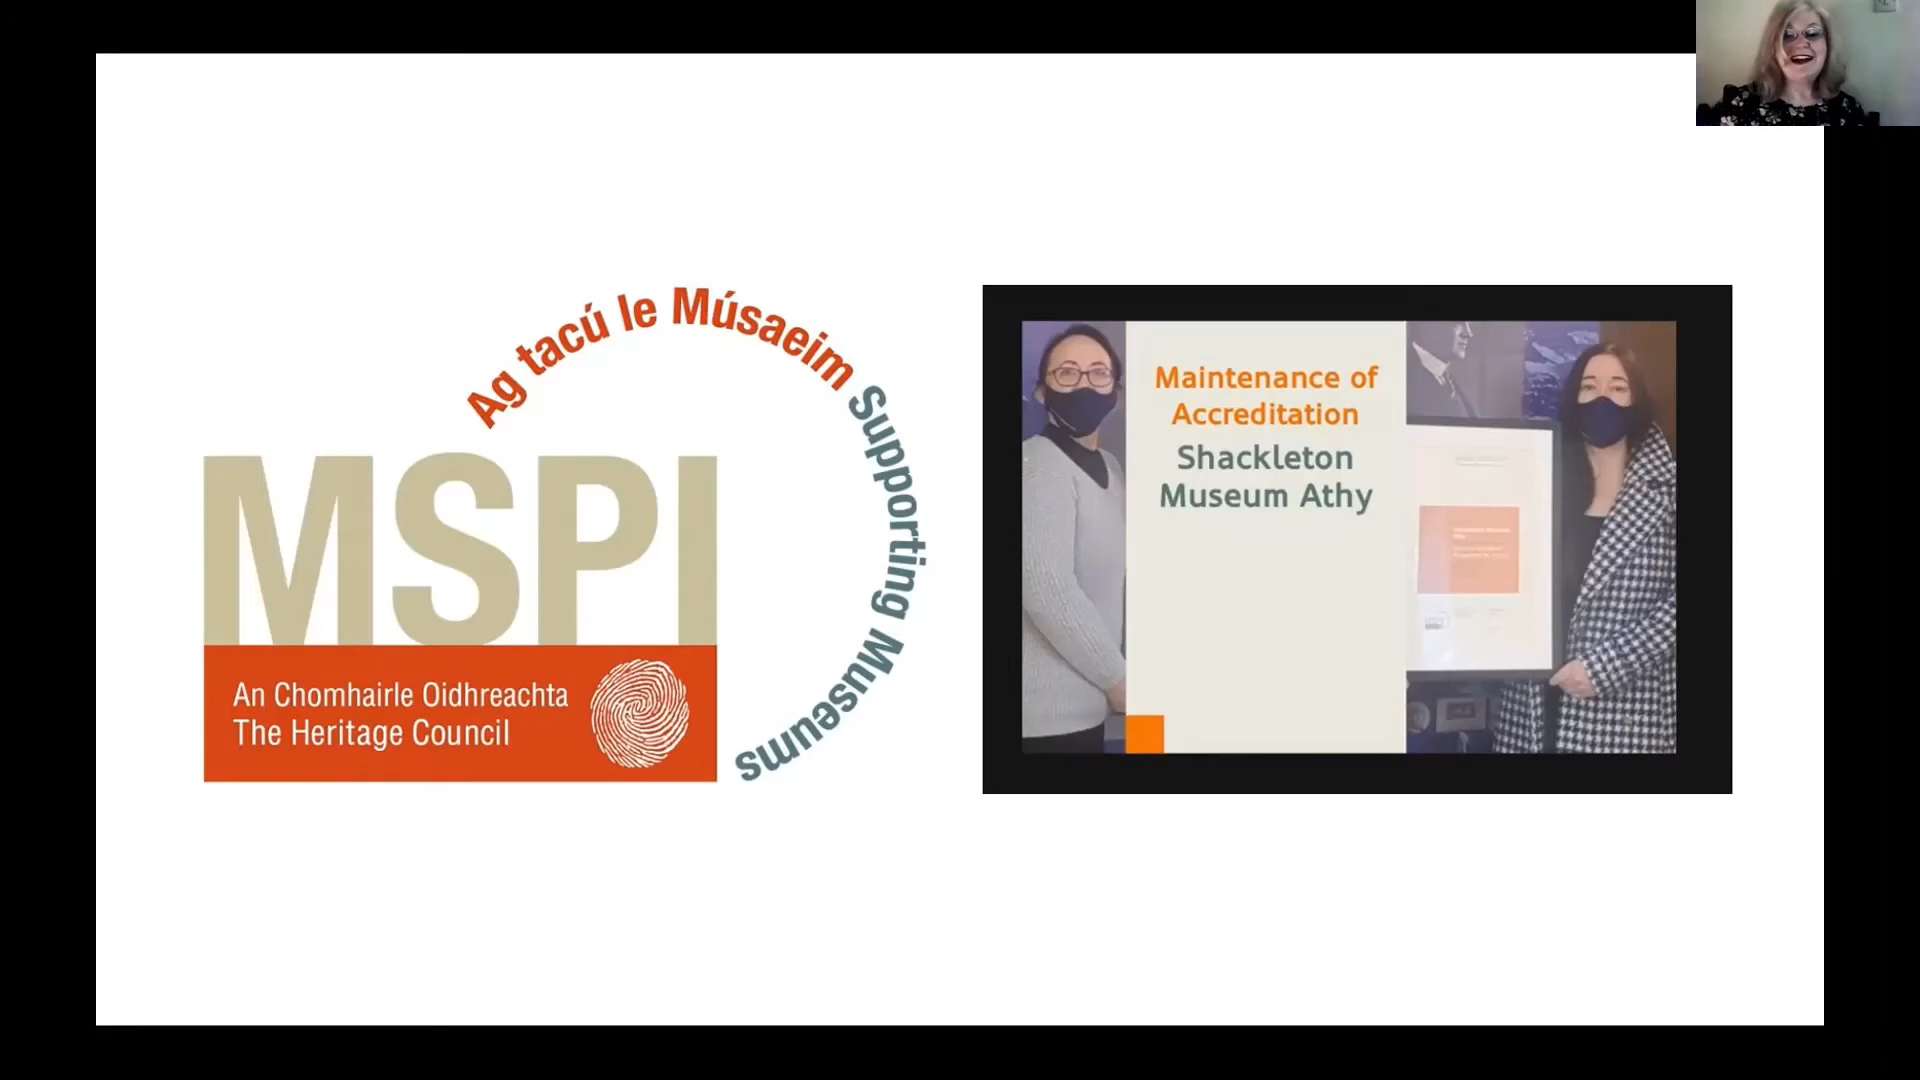 Ag tacú le Músaeim Supporting Museums
MSPI
An Chomhairle Oidhreachta
The Heritage Council
Maintenance of
Accreditation
Shackleton
Museum Athy